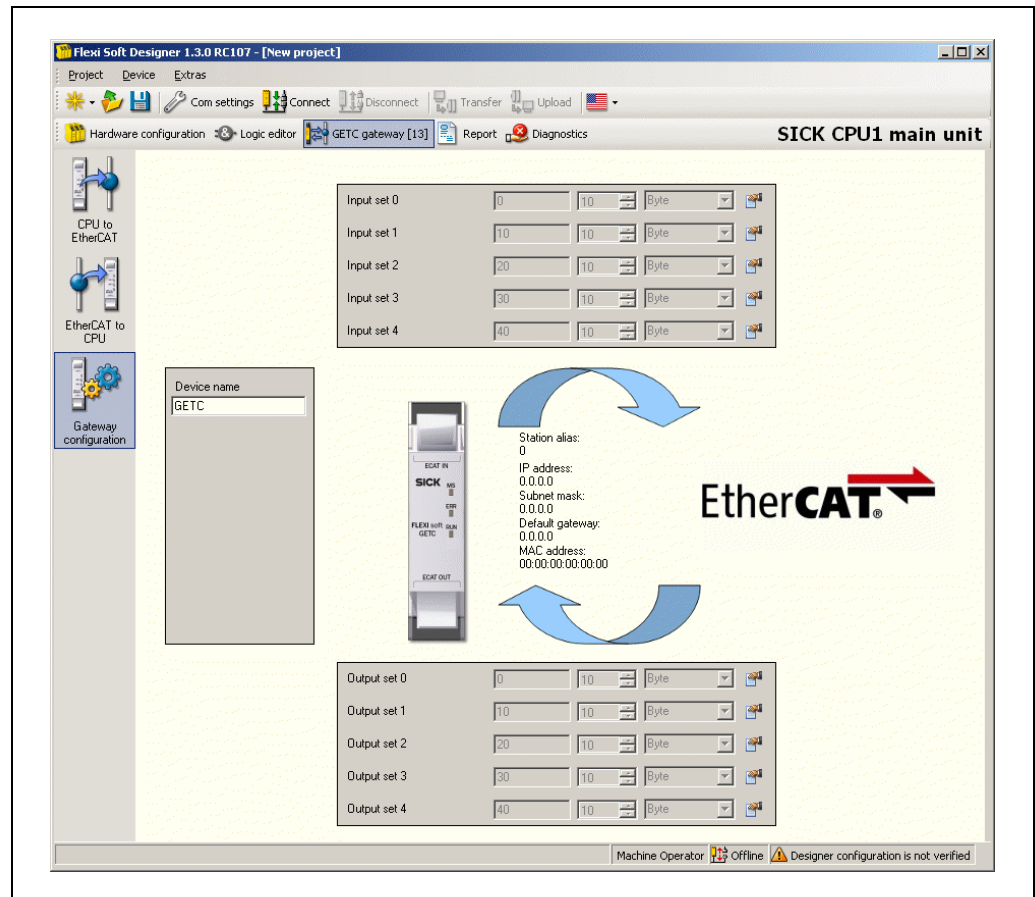 Flexi Soft Designer 1.3.0 RC107 - [New project]
Project Device Extras
Com settings Connect Disconnect Transfer Upload
Hardware configuration Logic editor GETC gateway [13] Report Diagnostics SICK CPU1 main unit
CPU to
EtherCAT
EtherCAT to
CPU
Gateway
configuration
Input set 0 0 10 Byte
Input set 1 10 10 Byte
Input set 2 20 10 Byte
Input set 3 30 10 Byte
Input set 4 40 10 Byte
Device name
GETC
ECAT IN
SICK MS
ERR
FLEXI soft RUN
GETC
ECAT OUT
Station alias:
0
IP address:
0.0.0.0
Subnet mask:
0.0.0.0
Default gateway:
0.0.0.0
MAC address:
00:00:00:00:00:00
EtherCAT®
Output set 0 0 10 Byte
Output set 1 10 10 Byte
Output set 2 20 10 Byte
Output set 3 30 10 Byte
Output set 4 40 10 Byte
Machine Operator Offline Designer configuration is not verified